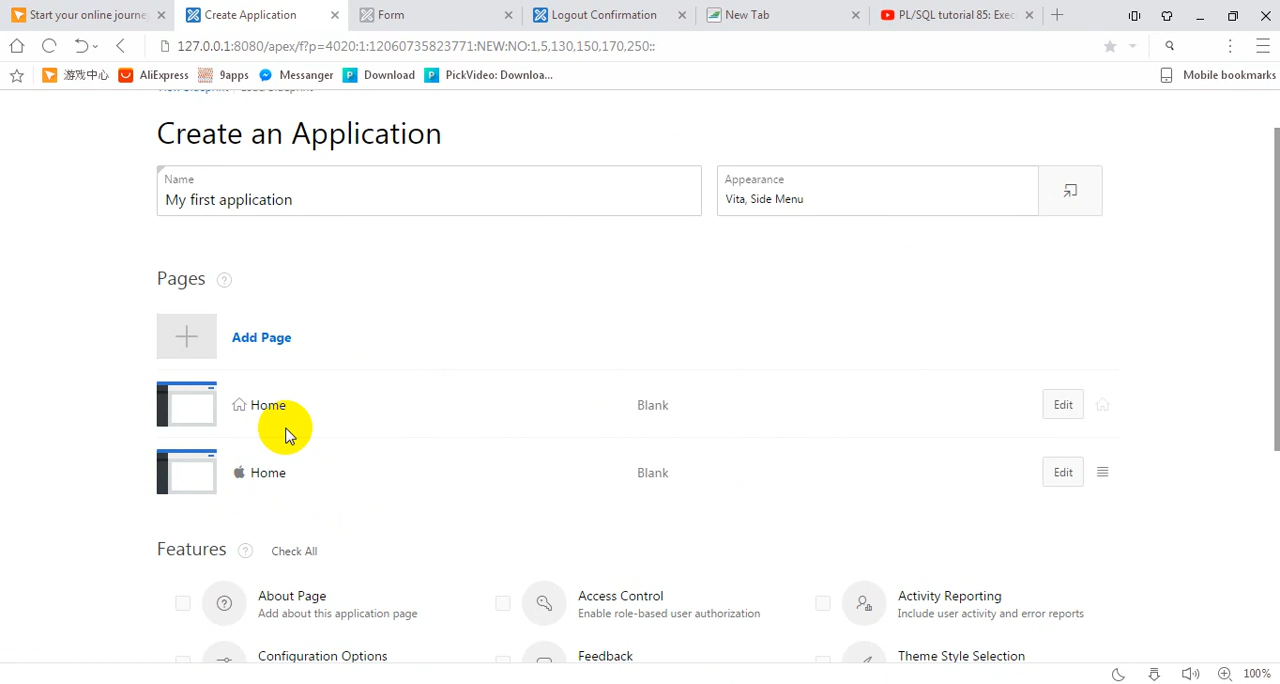 Start your online journe
Create Application
Form
Logout Confirmation
New Tab
PL/SQL tutorial 85: Exec
127.0.0.1:8080/apex/f?p=4020:1:12060735823771:NEW:NO:1,5,130,150,170,250::
游戏中心 AliExpress 9apps Messanger Download PickVideo: Downloa... Mobile bookmarks
Create an Application
Name
My first application
Appearance
Vita, Side Menu
Pages
Add Page
Home Blank Edit
Home Blank Edit
Features Check All
About Page
Add about this application page
Access Control
Enable role-based user authorization
Activity Reporting
Include user activity and error reports
Configuration Options
Feedback
Theme Style Selection
100%